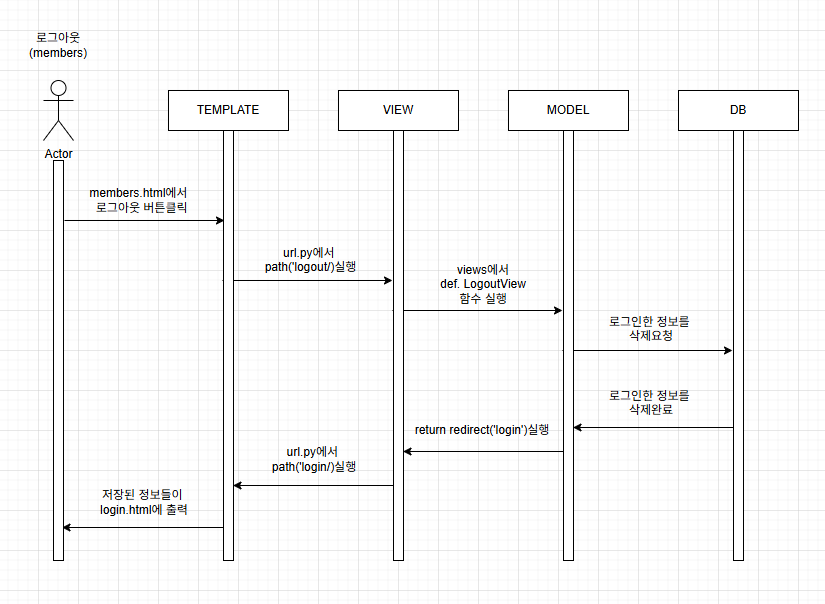 로그아웃
(members)
Actor
TEMPLATE
VIEW
MODEL
DB
members.html에서
로그아웃 버튼클릭
url.py에서
path('logout/)실행
views에서
def. LogoutView
함수 실행
로그인한 정보를
삭제요청
로그인한 정보를
삭제완료
return redirect('login')실행
url.py에서
path('login/)실행
저장된 정보들이
login.html에 출력